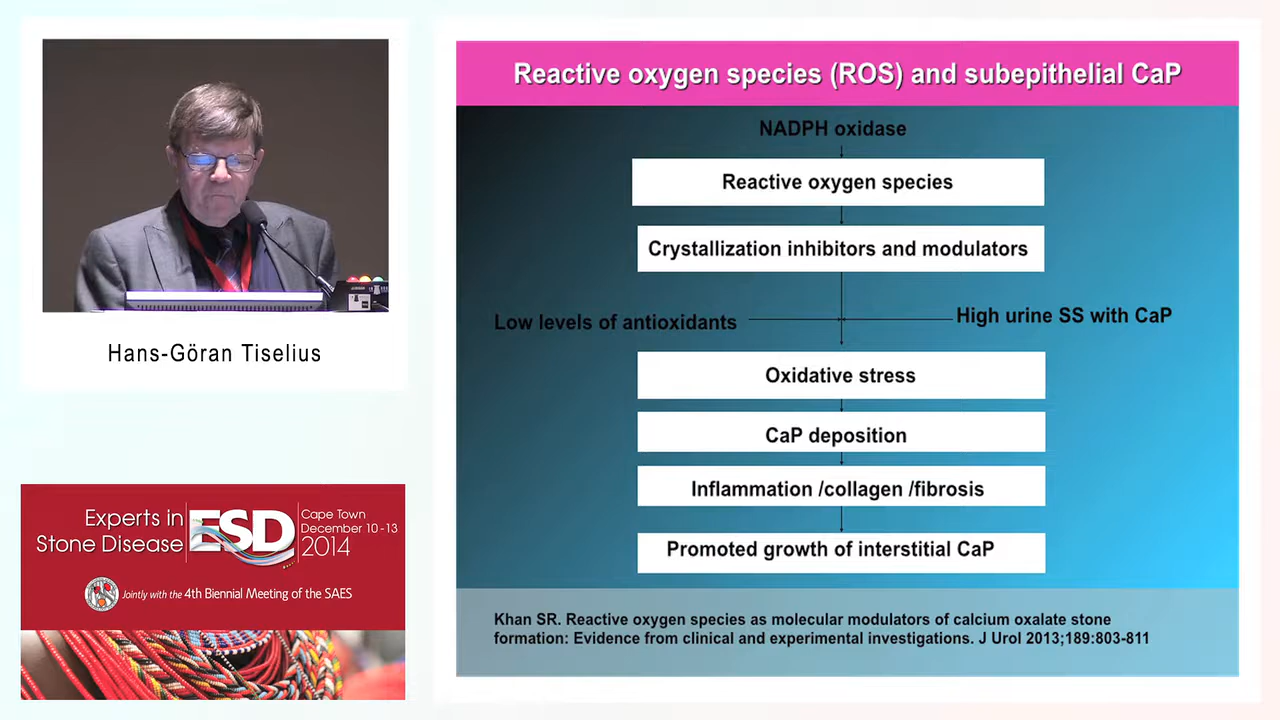 Hans-Göran Tiselius
Experts in
Stone Disease
ESD
Cape Town
December 10-13
2014
Jointly with the 4th Biennial Meeting of the SAES
Reactive oxygen species (ROS) and subepithelial CaP
NADPH oxidase
Reactive oxygen species
Crystallization inhibitors and modulators
Low levels of antioxidants
High urine SS with CaP
Oxidative stress
CaP deposition
Inflammation /collagen /fibrosis
Promoted growth of interstitial CaP
Khan SR. Reactive oxygen species as molecular modulators of calcium oxalate stone
formation: Evidence from clinical and experimental investigations. J Urol 2013;189:803-811